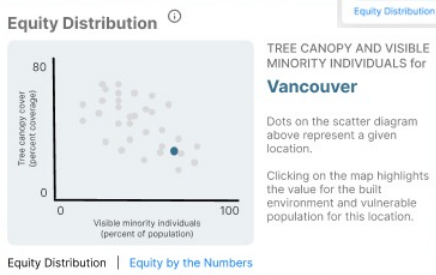 Equity Distribution
Equity Distribution
TREE CANOPY AND VISIBLE
MINORITY INDIVIDUALS for
Vancouver
Dots on the scatter diagram
above represent a given
location.
Clicking on the map highlights
the value for the built
environment and vulnerable
population for this location.
80
Tree canopy cover
(percent coverage)
0
0
100
Visible minority individuals
(percent of population)
Equity Distribution | Equity by the Numbers